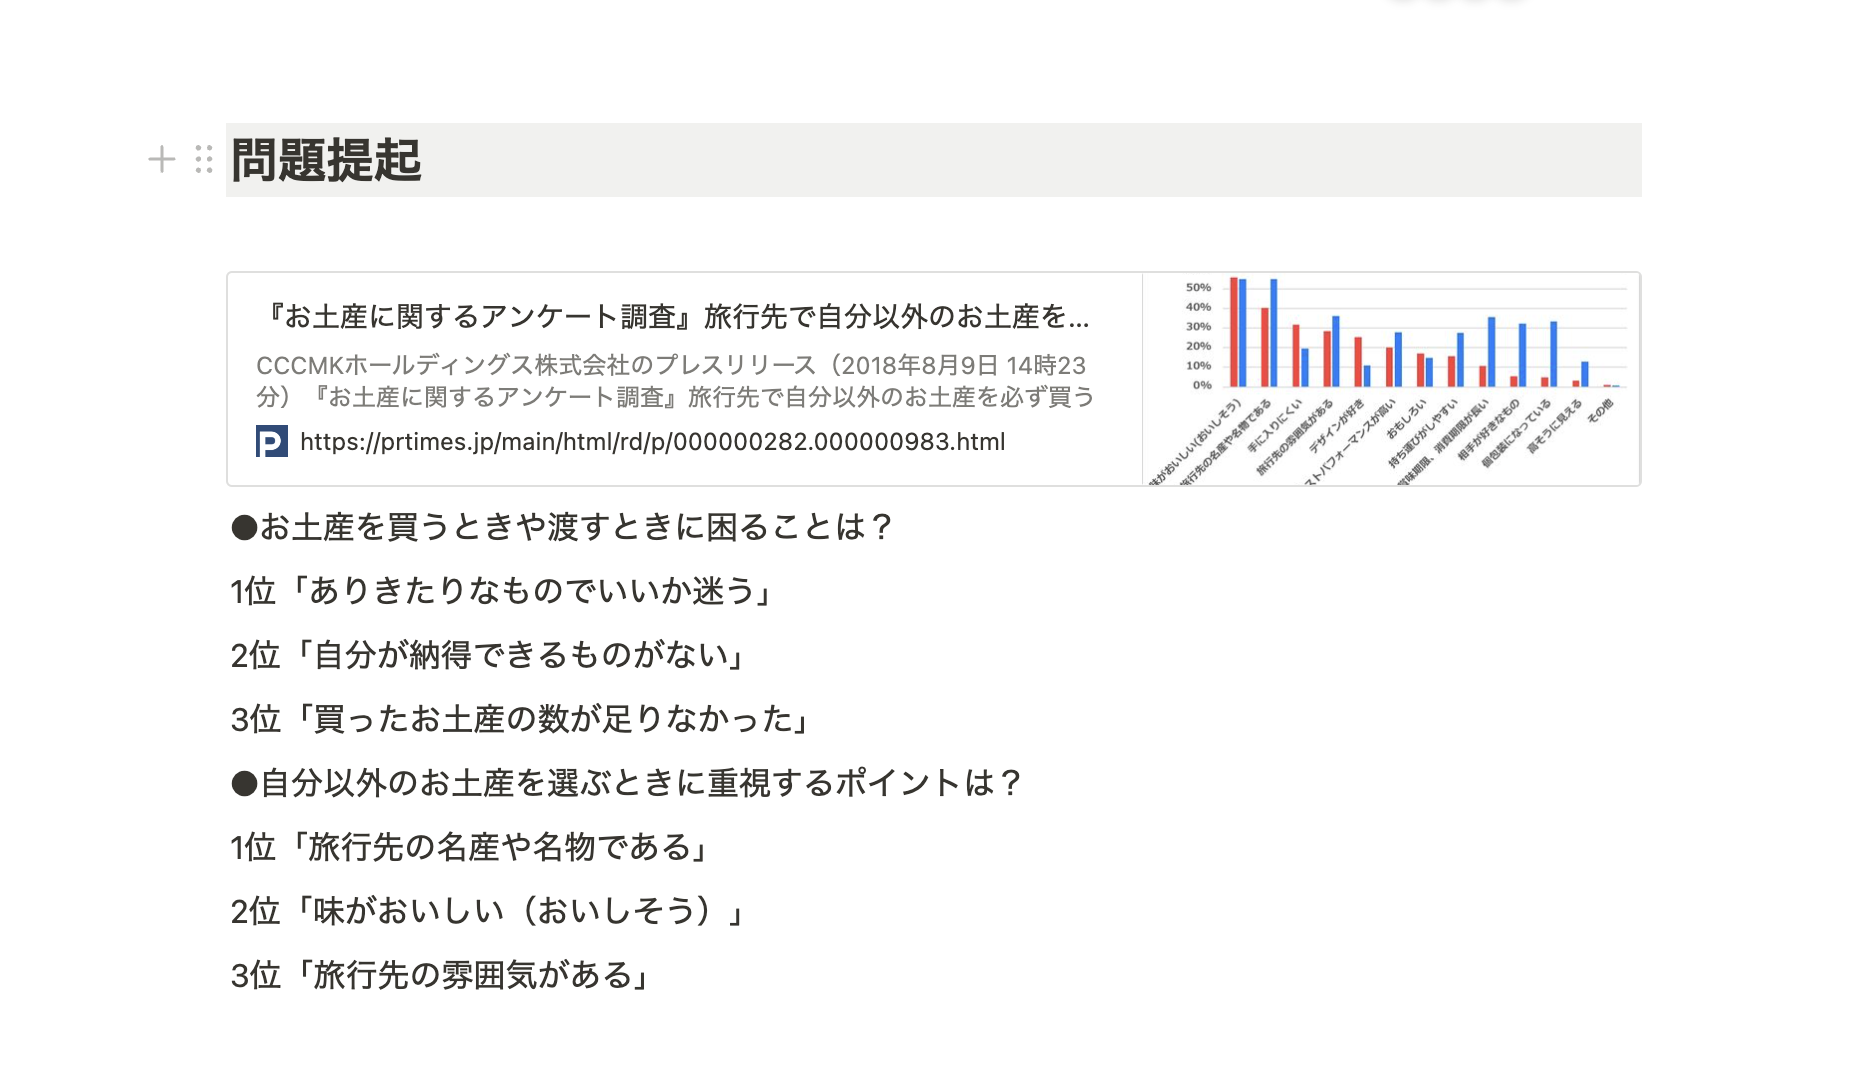 問題提起
『お土産に関するアンケート調査』旅行先で自分以外のお土産を...
CCCMKホールディングス株式会社のプレスリリース（2018年8月9日 14時23
分）『お土産に関するアンケート調査』旅行先で自分以外のお土産を必ず買う
https://prtimes.jp/main/html/rd/p/000000282.000000983.html
50%
40%
30%
20%
10%
0%
味がおいしい(おいしそう)
旅行先の名産や名物である
手に入りにくい
旅行先の雰囲気がある
デザインが好き
ストパフォーマンスが高い
おもしろい
持ち運びがしやすい
賞味期限、消費期限が長い
相手が好きなもの
個包装になっている
高そうに見える
その他
●お土産を買うときや渡すときに困ることは？
1位「ありきたりなものでいいか迷う」
2位「自分が納得できるものがない」
3位「買ったお土産の数が足りなかった」
●自分以外のお土産を選ぶときに重視するポイントは？
1位「旅行先の名産や名物である」
2位「味がおいしい（おいしそう）」
3位「旅行先の雰囲気がある」